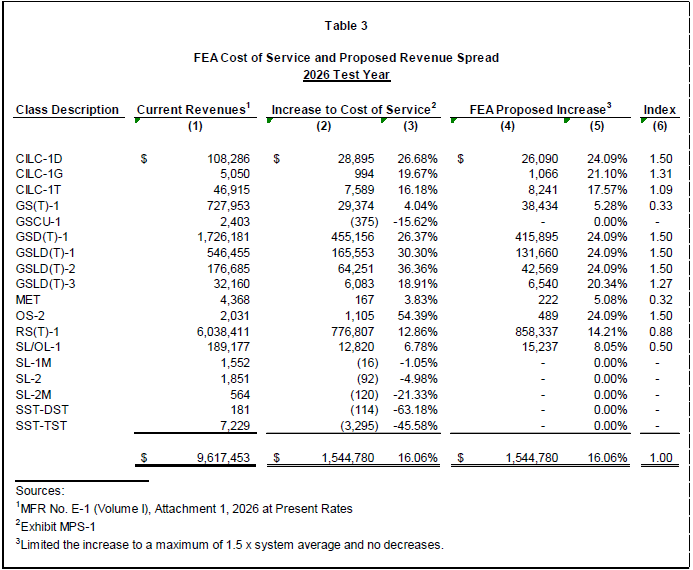 Table 3
FEA Cost of Service and Proposed Revenue Spread
2026 Test Year
Class Description Current Revenues1 Increase to Cost of Service2 FEA Proposed Increase3 Index
(1) (2) (3) (4) (5) (6)
CILC-1D $ 108,286 $ 28,895 26.68% $ 26,090 24.09% 1.50
CILC-1G 5,050 994 19.67% 1,066 21.10% 1.31
CILC-1T 46,915 7,589 16.18% 8,241 17.57% 1.09
GS(T)-1 727,953 29,374 4.04% 38,434 5.28% 0.33
GSCU-1 2,403 (375) -15.62% - 0.00% -
GSD(T)-1 1,726,181 455,156 26.37% 415,895 24.09% 1.50
GSLD(T)-1 546,455 165,553 30.30% 131,660 24.09% 1.50
GSLD(T)-2 176,685 64,251 36.36% 42,569 24.09% 1.50
GSLD(T)-3 32,160 6,083 18.91% 6,540 20.34% 1.27
MET 4,368 167 3.83% 222 5.08% 0.32
OS-2 2,031 1,105 54.39% 489 24.09% 1.50
RS(T)-1 6,038,411 776,807 12.86% 858,337 14.21% 0.88
SL/OL-1 189,177 12,820 6.78% 15,237 8.05% 0.50
SL-1M 1,552 (16) -1.05% - 0.00% -
SL-2 1,851 (92) -4.98% - 0.00% -
SL-2M 564 (120) -21.33% - 0.00% -
SST-DST 181 (114) -63.18% - 0.00% -
SST-TST 7,229 (3,295) -45.58% - 0.00% -
$ 9,617,453 $ 1,544,780 16.06% $ 1,544,780 16.06% 1.00
Sources:
1MFR No. E-1 (Volume I), Attachment 1, 2026 at Present Rates
2Exhibit MPS-1
3Limited the increase to a maximum of 1.5 x system average and no decreases.